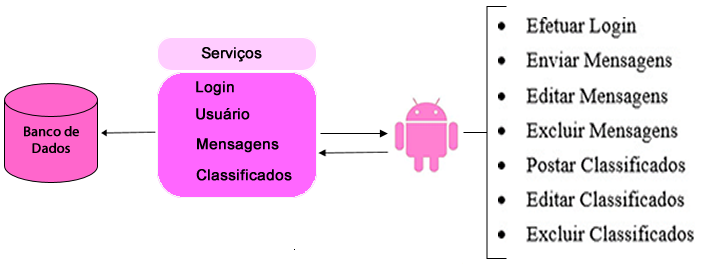 Banco de
Dados
Serviços
Login
Usuário
Mensagens
Classificados
Efetuar Login
Enviar Mensagens
Editar Mensagens
Excluir Mensagens
Postar Classificados
Editar Classificados
Excluir Classificados